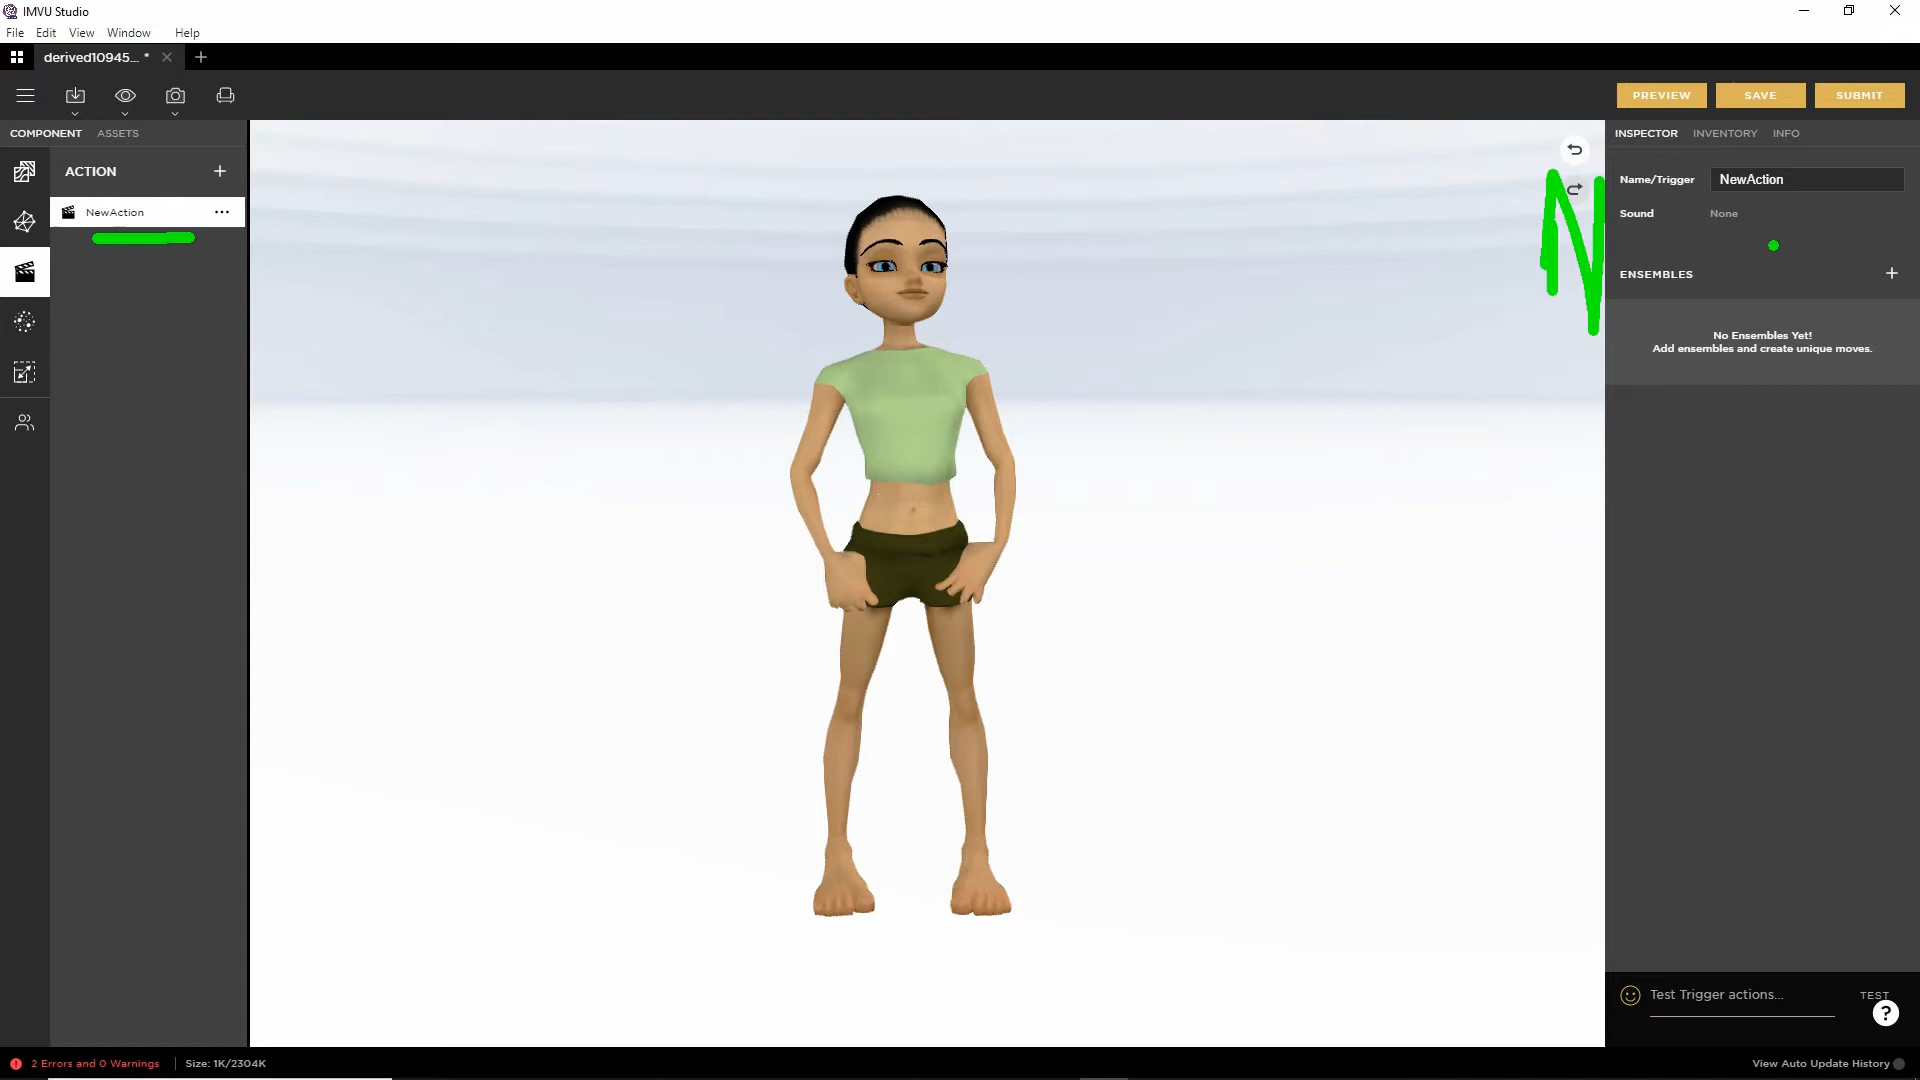 IMVU Studio
File Edit View Window Help
derived10945... *
PREVIEW SAVE SUBMIT
COMPONENT ASSETS
INSPECTOR INVENTORY INFO
ACTION
NewAction
Name/Trigger NewAction
Sound None
N
ENSEMBLES
No Ensembles Yet!
Add ensembles and create unique moves.
Test Trigger actions... TEST
?
2 Errors and 0 Warnings Size: 1K/2304K
View Auto Update History